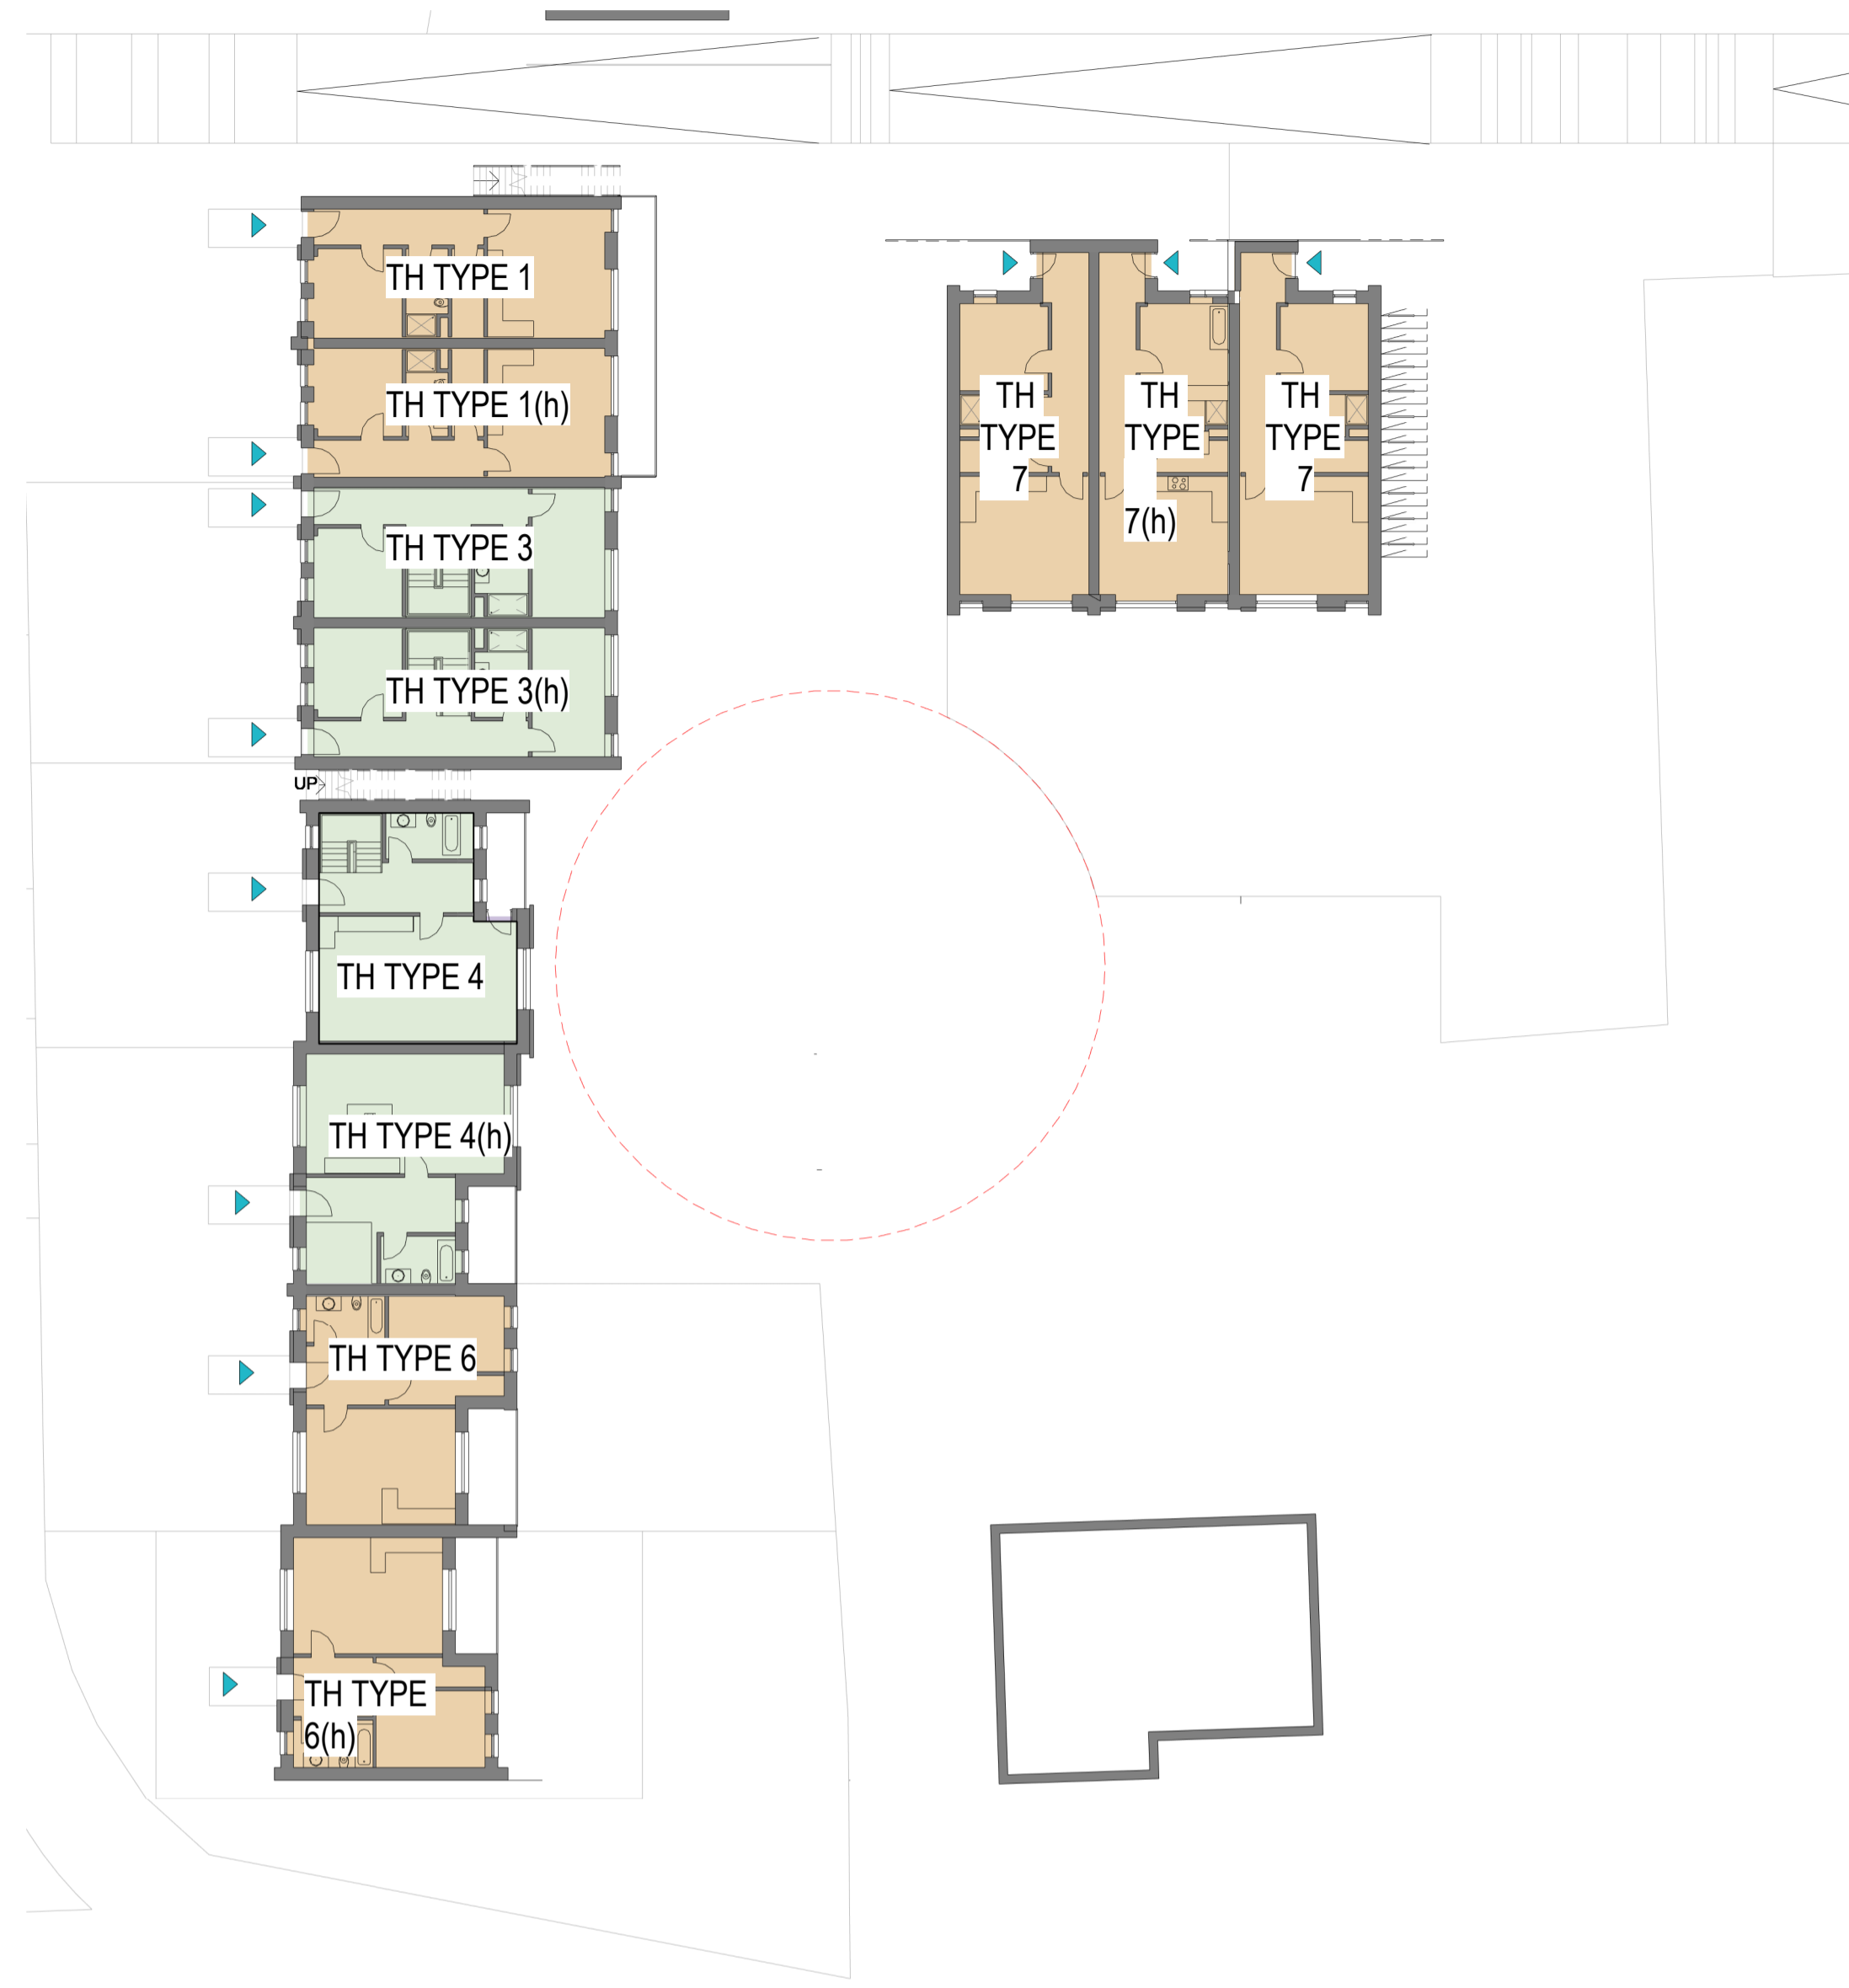 TH TYPE 1
TH TYPE 1(h)
TH TYPE 3
TH TYPE 3(h)
UP
TH TYPE 4
TH TYPE 4(h)
TH TYPE 6
TH TYPE
6(h)
TH
TYPE
7
TH
TYPE
7(h)
TH
TYPE
7